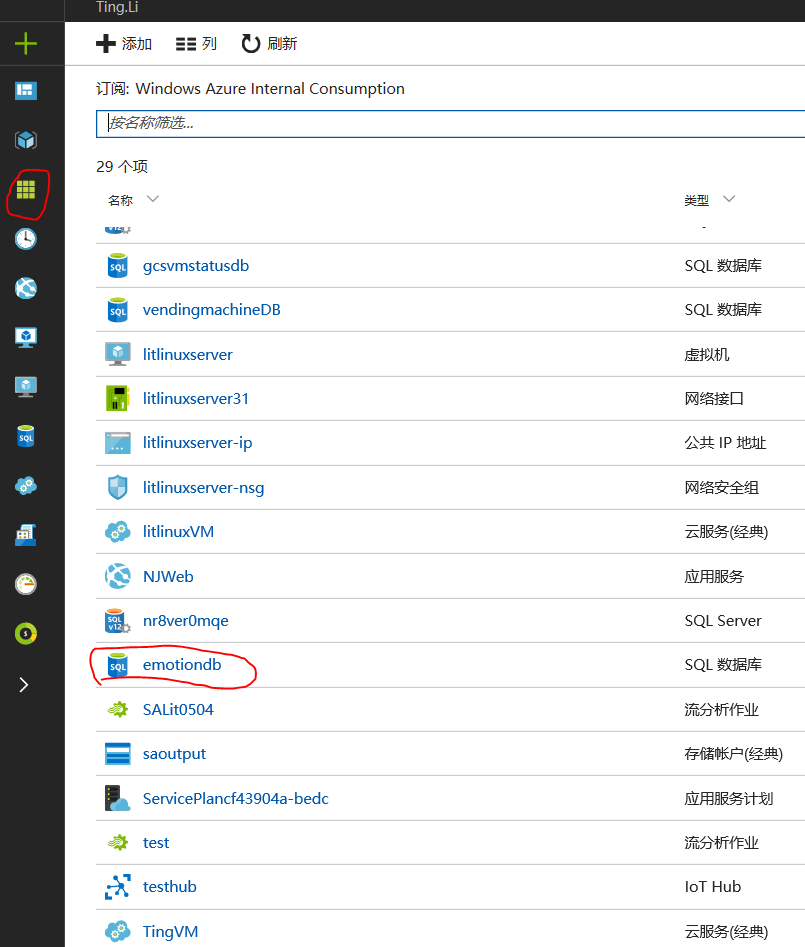 Ting.Li
添加 列 刷新
订阅: Windows Azure Internal Consumption
按名称筛选...
29 个项
名称 类型
gcsvmstatusdb SQL 数据库
vendingmachineDB SQL 数据库
litlinuxserver 虚拟机
litlinuxserver31 网络接口
litlinuxserver-ip 公共 IP 地址
litlinuxserver-nsg 网络安全组
litlinuxVM 云服务(经典)
NJWeb 应用服务
nr8ver0mqe SQL Server
emotiondb SQL 数据库
SALit0504 流分析作业
saoutput 存储帐户(经典)
ServicePlancf43904a-bedc 应用服务计划
test 流分析作业
testhub IoT Hub
TingVM 云服务(经典)